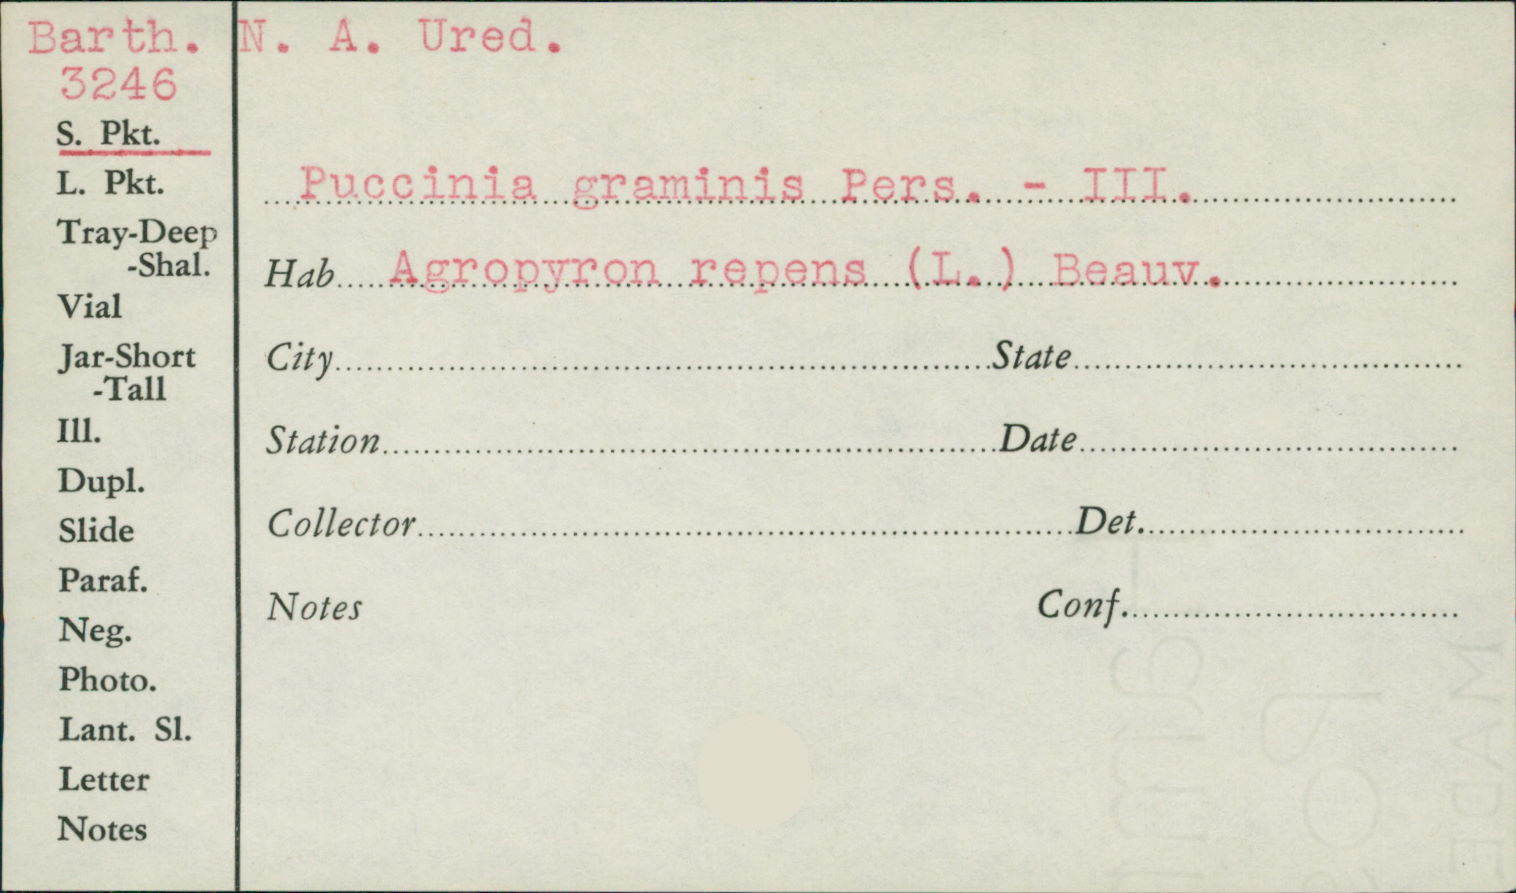 Barth. N. A. Ured.
3246
S. Pkt.
L. Pkt.
Tray-Deep
-Shal.
Vial
Jar-Short
-Tall
Ill.
Dupl.
Slide
Paraf.
Neg.
Photo.
Lant. Sl.
Letter
Notes
Puccinia graminis Pers. - III.
Hab. Agropyron repens (L.) Beauv.
City State
Station Date
Collector Det.
Notes Conf.
MADE